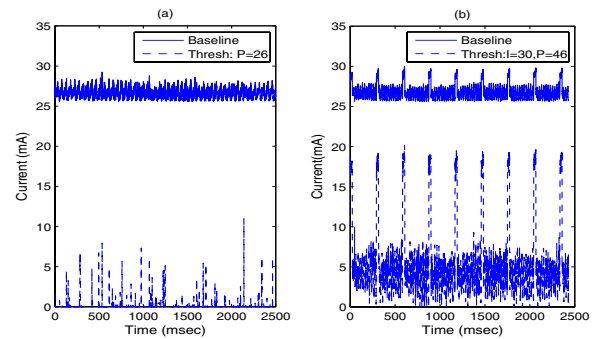 (a)
35
30
25
20
15
10
5
0
Current (mA)
Baseline
Thresh: P=26
0
500
1000
1500
2000
2500
Time (msec)
(b)
35
30
25
20
15
10
5
0
Current(mA)
Baseline
Thresh:I=30,P=46
0
500
1000
1500
2000
2500
Time (msec)